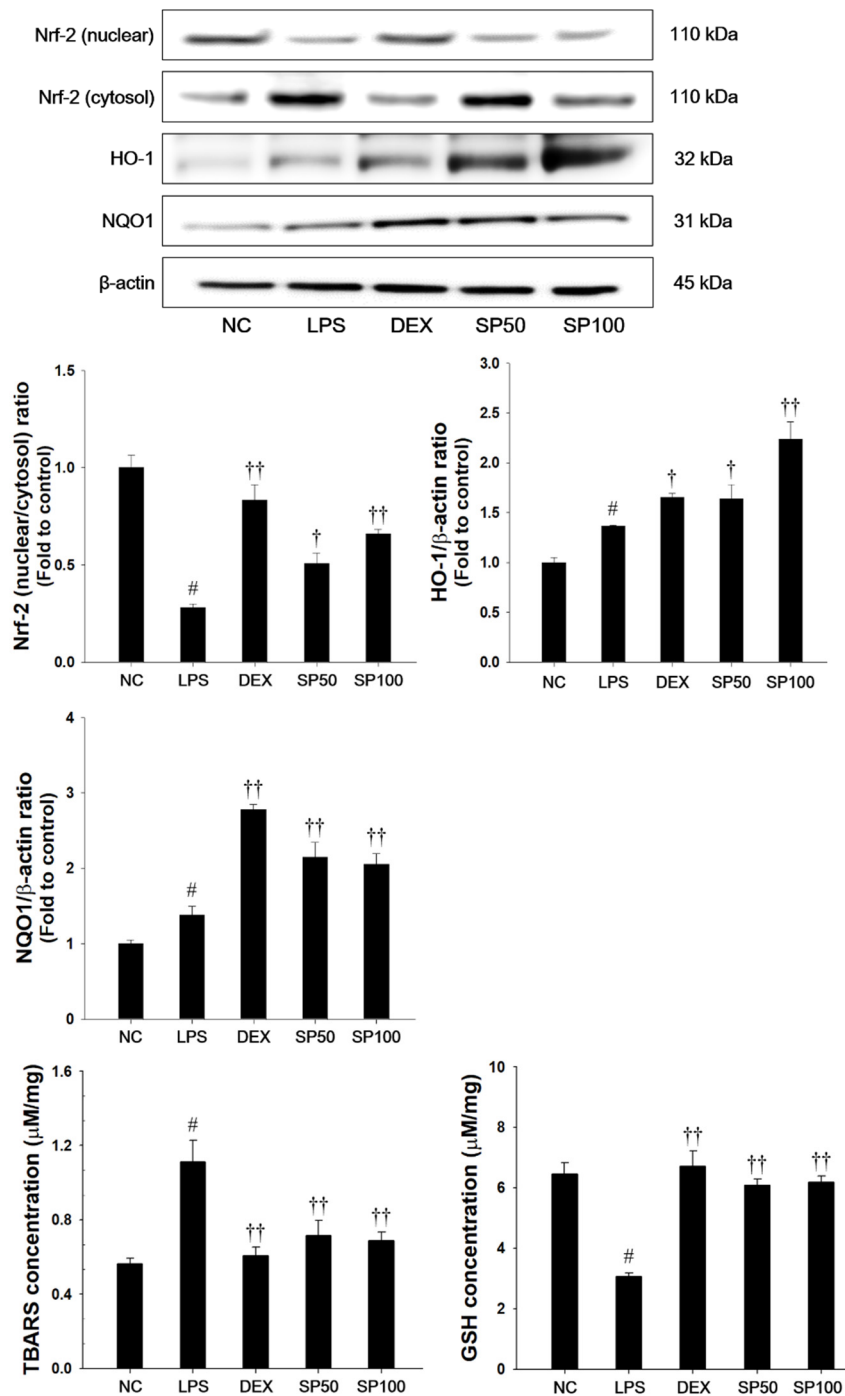 Nrf-2 (nuclear) 110 kDa
Nrf-2 (cytosol) 110 kDa
HO-1 32 kDa
NQO1 31 kDa
β-actin 45 kDa
NC LPS DEX SP50 SP100
Nrf-2 (nuclear/cytosol) ratio
(Fold to control)
1.5
1.0
0.5
0.0
#
††
†
††
NC LPS DEX SP50 SP100
HO-1/β-actin ratio
(Fold to control)
3.0
2.5
2.0
1.5
1.0
0.5
0.0
#
†
†
††
NC LPS DEX SP50 SP100
NQO1/β-actin ratio
(Fold to control)
4
3
2
1
0
#
††
††
††
NC LPS DEX SP50 SP100
TBARS concentration (μM/mg)
1.6
1.2
0.8
0.4
0.0
#
††
††
††
NC LPS DEX SP50 SP100
GSH concentration (μM/mg)
10
8
6
4
2
0
#
††
††
††
NC LPS DEX SP50 SP100